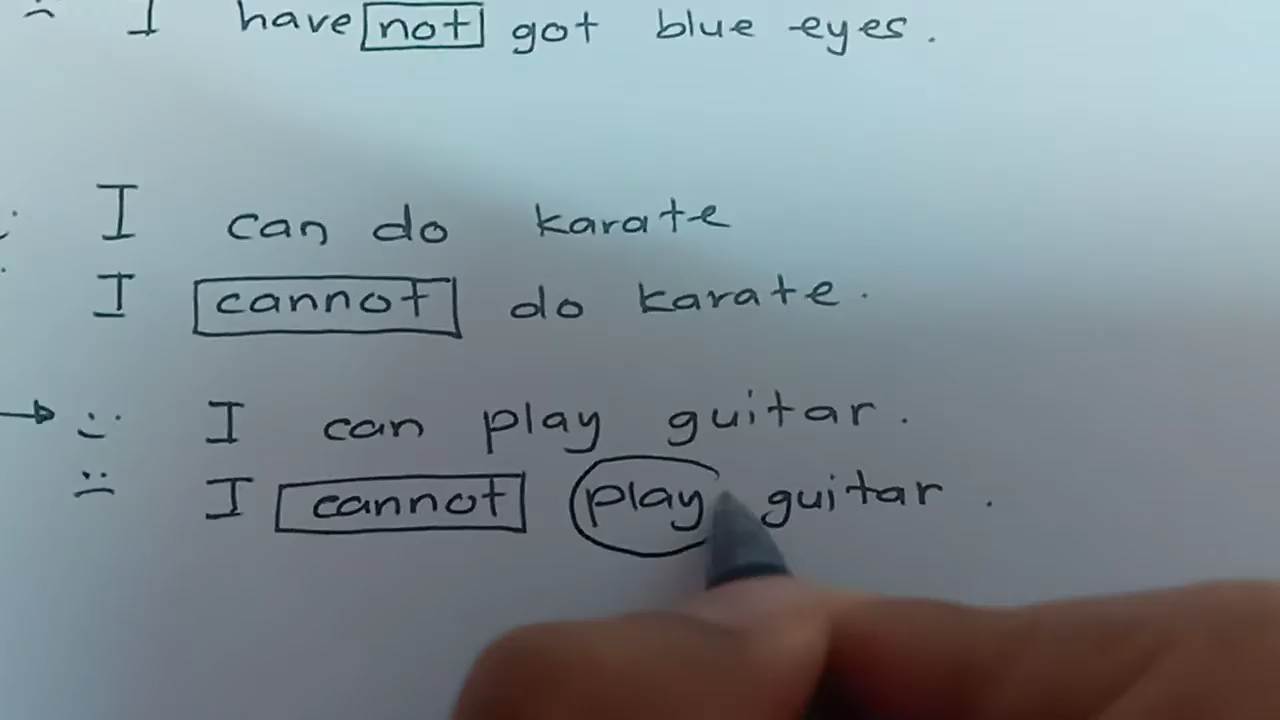 I have not got blue eyes.
I can do karate
I cannot do karate.
I can play guitar.
I cannot play guitar.